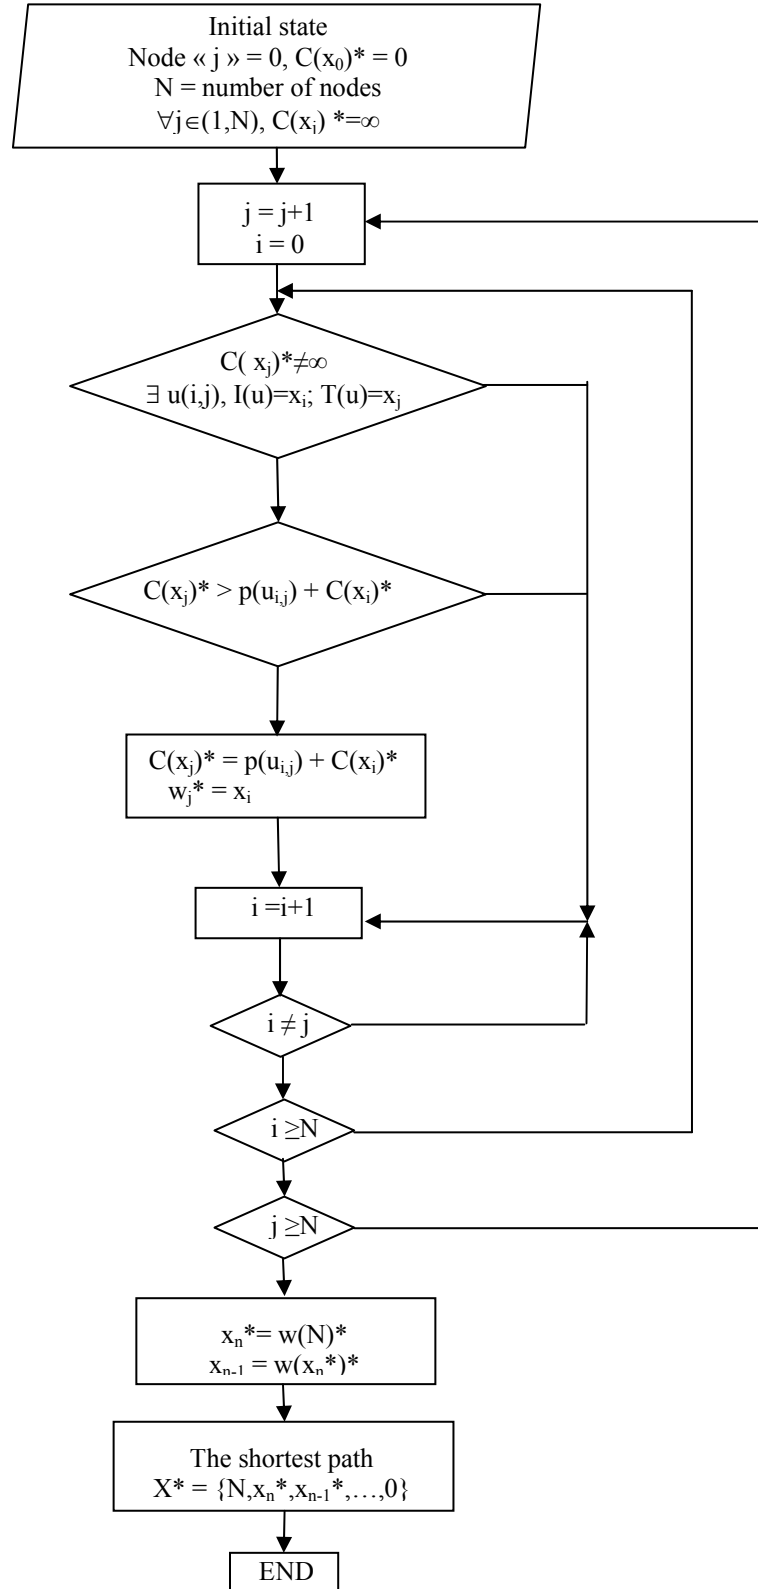 Initial state
Node « j » = 0, C(x₀)* = 0
N = number of nodes
∀j∈(1,N), C(xⱼ) *=∞
j = j+1
i = 0
C( xⱼ)*≠∞
∃ u(i,j), I(u)=xᵢ; T(u)=xⱼ
C(xⱼ)* > p(uᵢ,ⱼ) + C(xᵢ)*
C(xⱼ)* = p(uᵢ,ⱼ) + C(xᵢ)*
wⱼ* = xᵢ
i =i+1
i ≠ j
i ≥N
j ≥N
xₙ*= w(N)*
xₙ₋₁ = w(xₙ*)*
The shortest path
X* = {N,xₙ*,xₙ₋₁*,…,0}
END